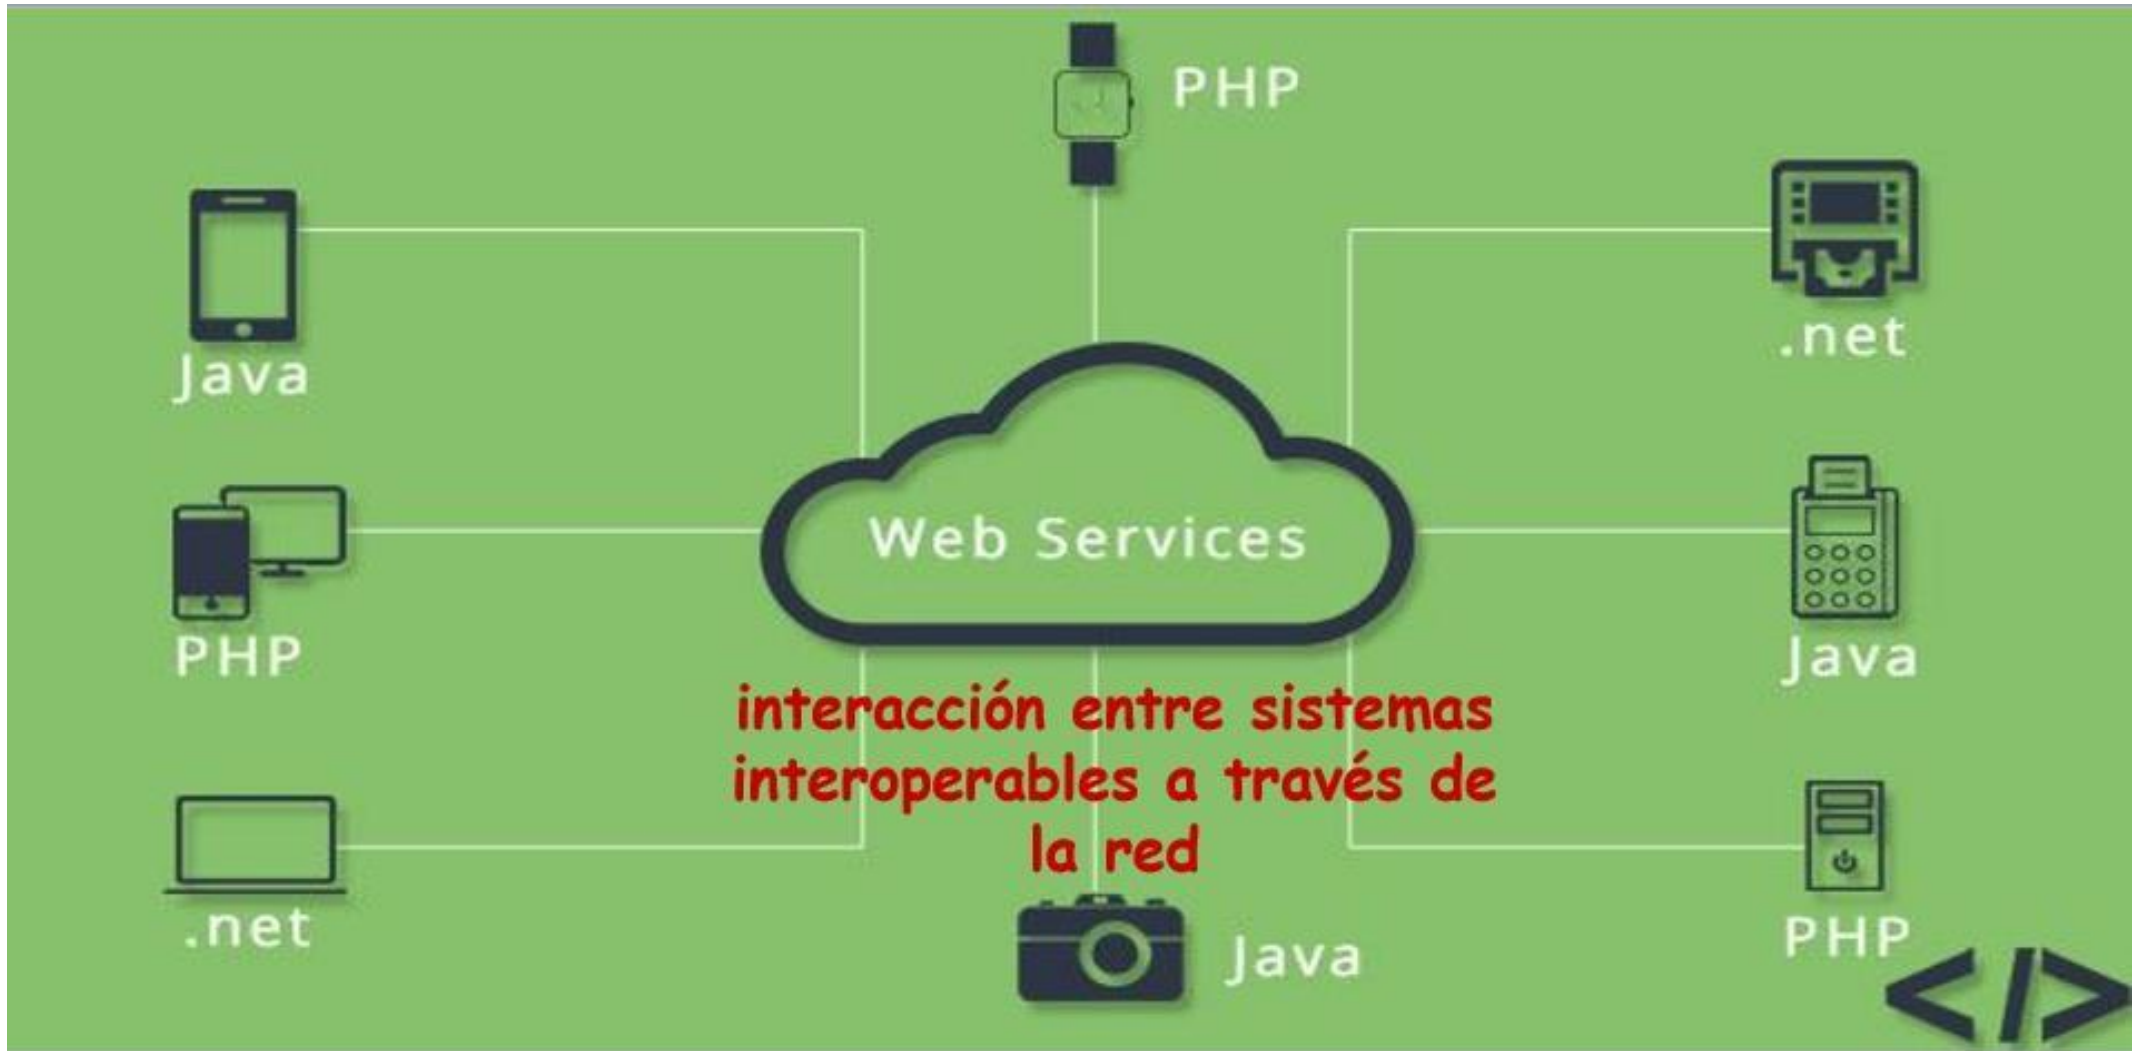 PHP
Java
.net
PHP
Web Services
Java
interacción entre sistemas
interoperables a través de
la red
.net
Java
PHP
</>